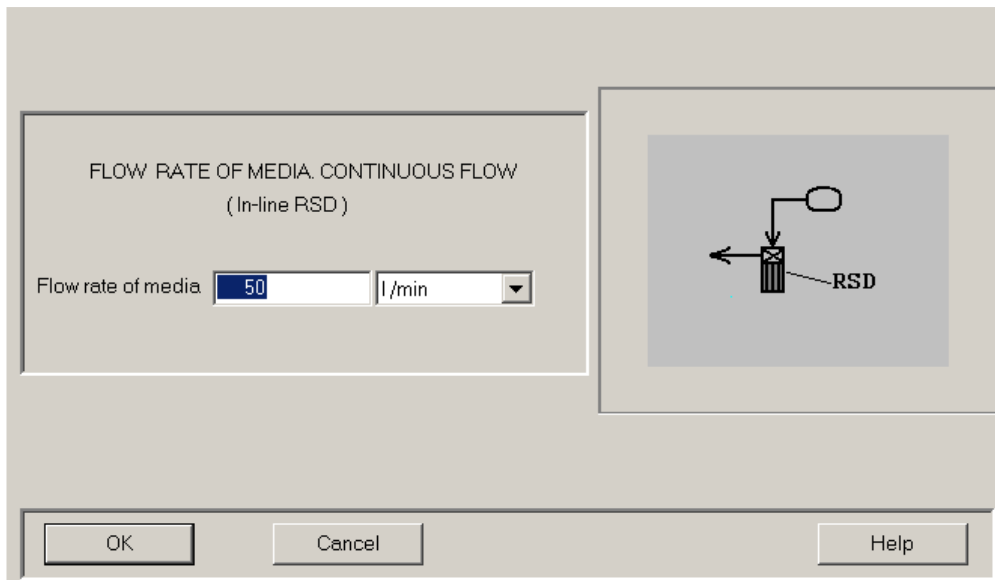 FLOW RATE OF MEDIA. CONTINUOUS FLOW
( In-line RSD )
Flow rate of media 50 l /min
RSD
OK Cancel Help